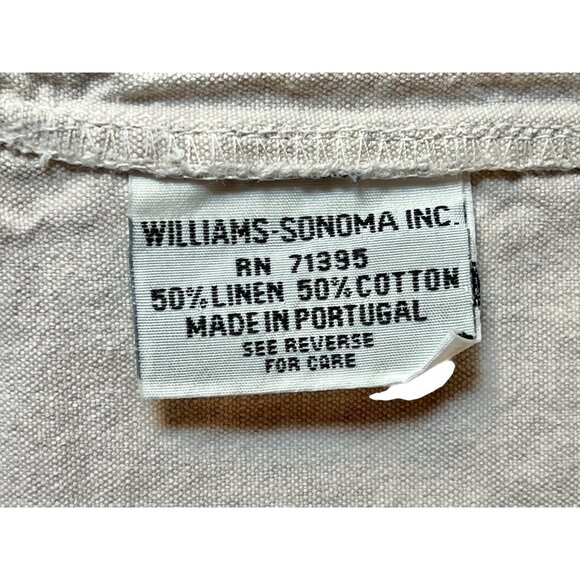 WILLIAMS-SONOMA INC.
RN 71395
50% LINEN 50% COTTON
MADE IN PORTUGAL
SEE REVERSE
FOR CARE